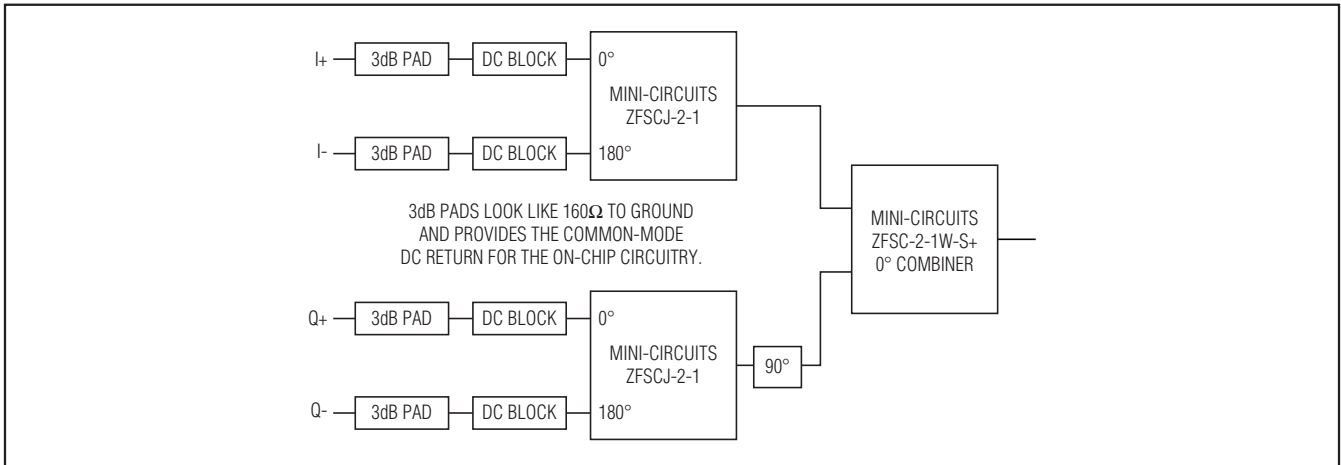 I+ 3dB PAD DC BLOCK 0°
MINI-CIRCUITS
ZFSCJ-2-1
I- 3dB PAD DC BLOCK 180°
3dB PADS LOOK LIKE 160Ω TO GROUND
AND PROVIDES THE COMMON-MODE
DC RETURN FOR THE ON-CHIP CIRCUITRY.
MINI-CIRCUITS
ZFSC-2-1W-S+
0° COMBINER
Q+ 3dB PAD DC BLOCK 0°
MINI-CIRCUITS
ZFSCJ-2-1
90°
Q- 3dB PAD DC BLOCK 180°